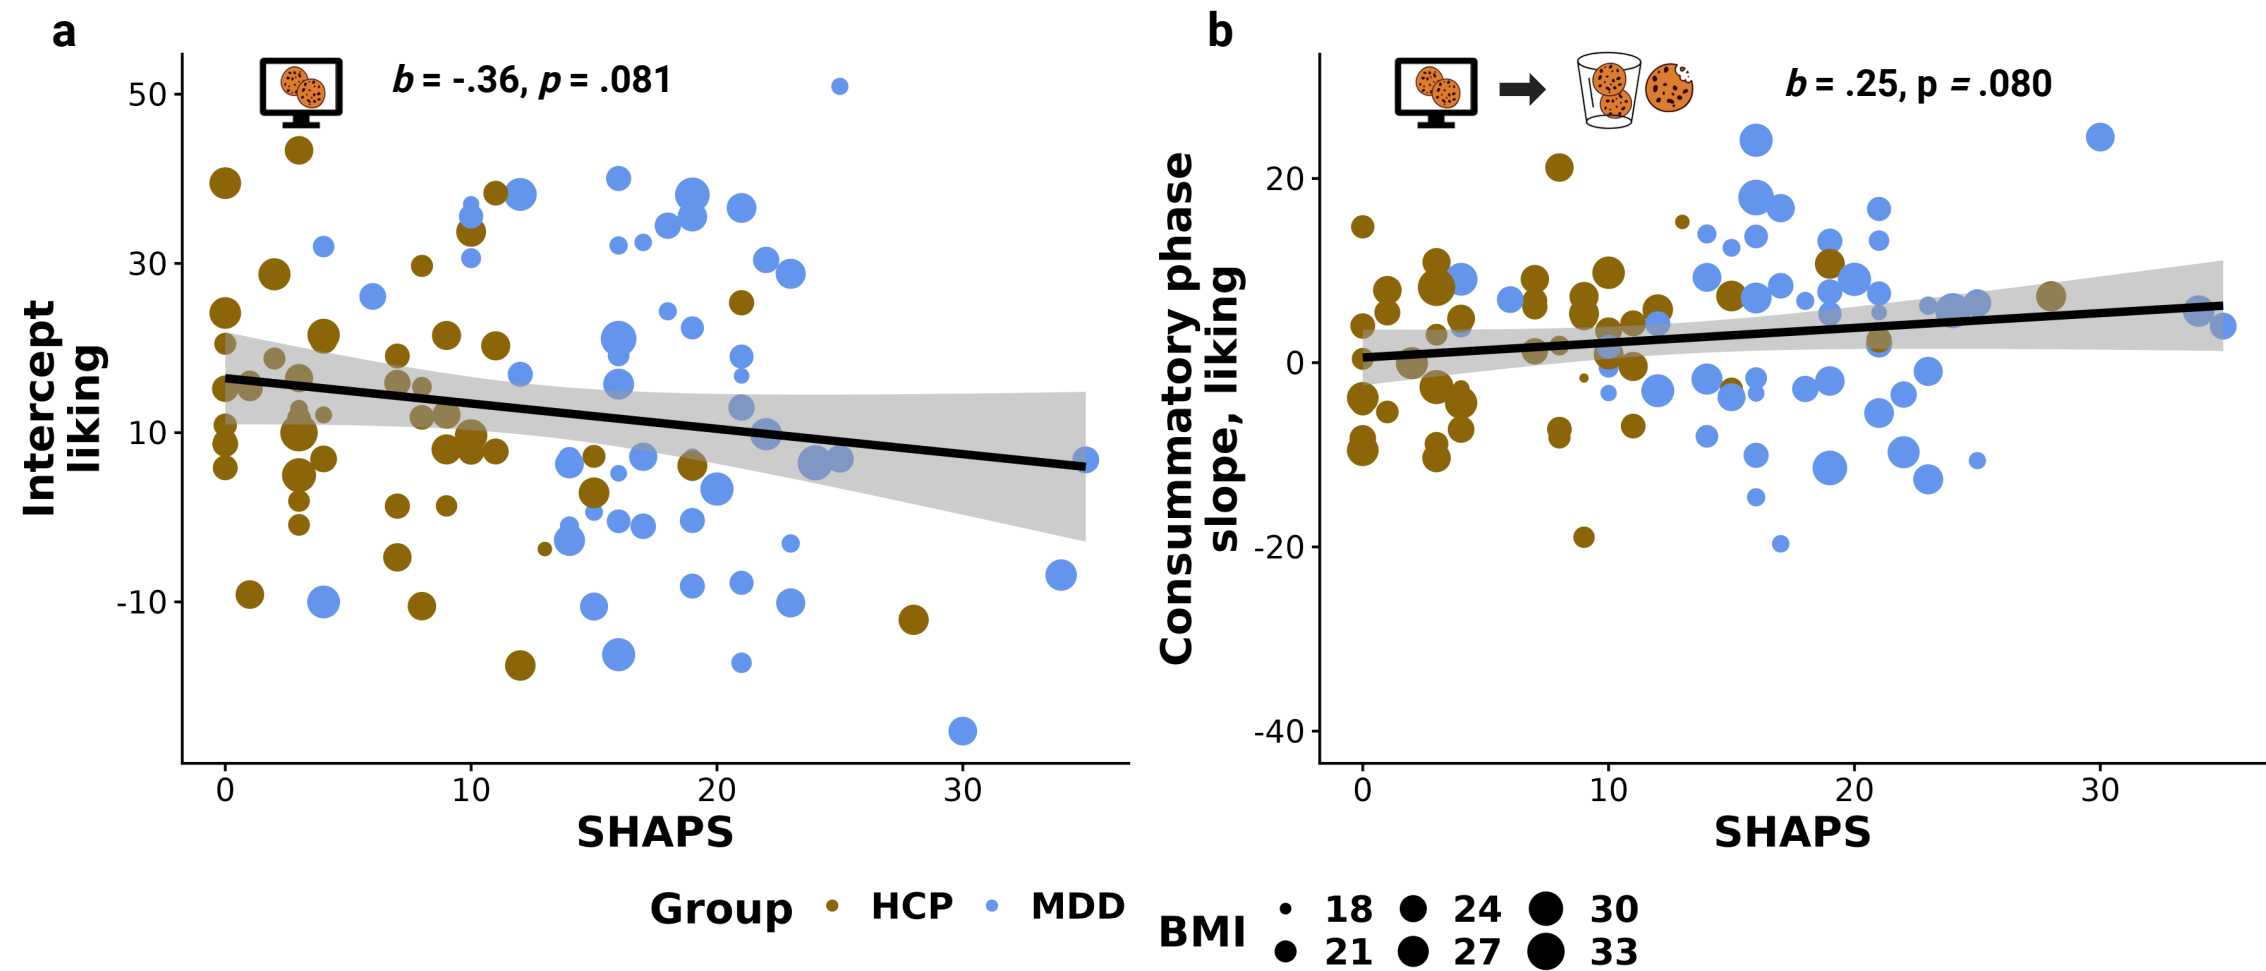 a
b = -.36, p = .081
50
30
10
-10
Intercept
liking
0 10 20 30
SHAPS
b
b = .25, p = .080
20
0
-20
-40
Consummatory phase
slope, liking
0 10 20 30
SHAPS
Group HCP MDD
BMI 18 24 30
21 27 33